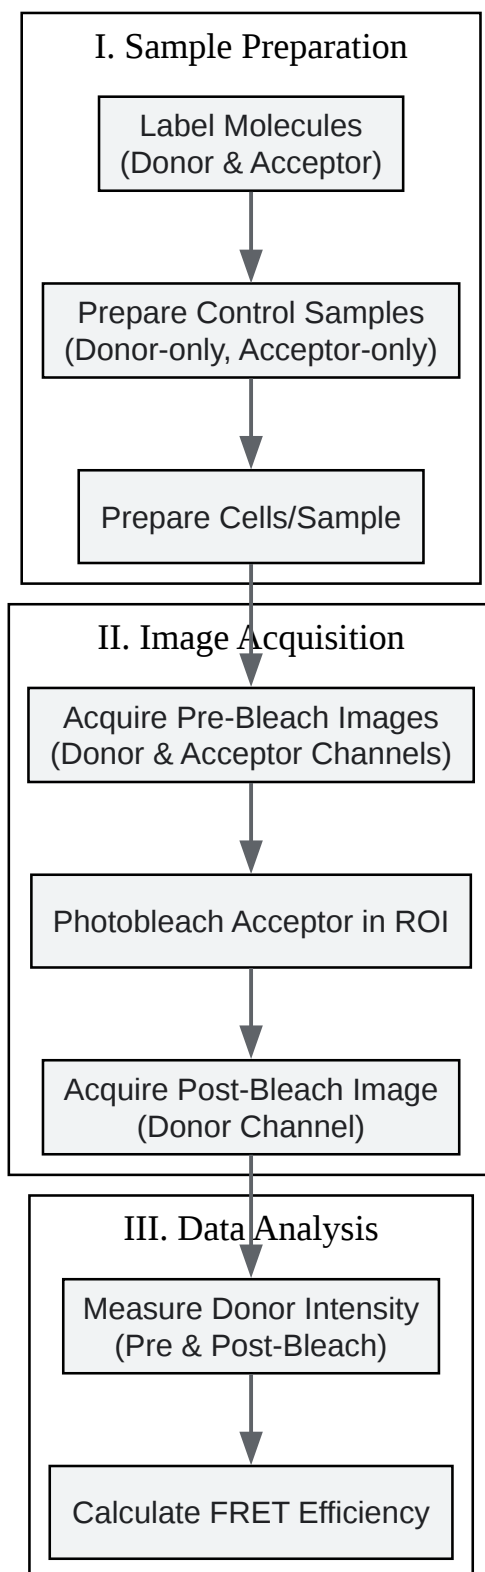 I. Sample Preparation
Label Molecules
(Donor & Acceptor)
Prepare Control Samples
(Donor-only, Acceptor-only)
Prepare Cells/Sample
II. Image Acquisition
Acquire Pre-Bleach Images
(Donor & Acceptor Channels)
Photobleach Acceptor in ROI
Acquire Post-Bleach Image
(Donor Channel)
III. Data Analysis
Measure Donor Intensity
(Pre & Post-Bleach)
Calculate FRET Efficiency